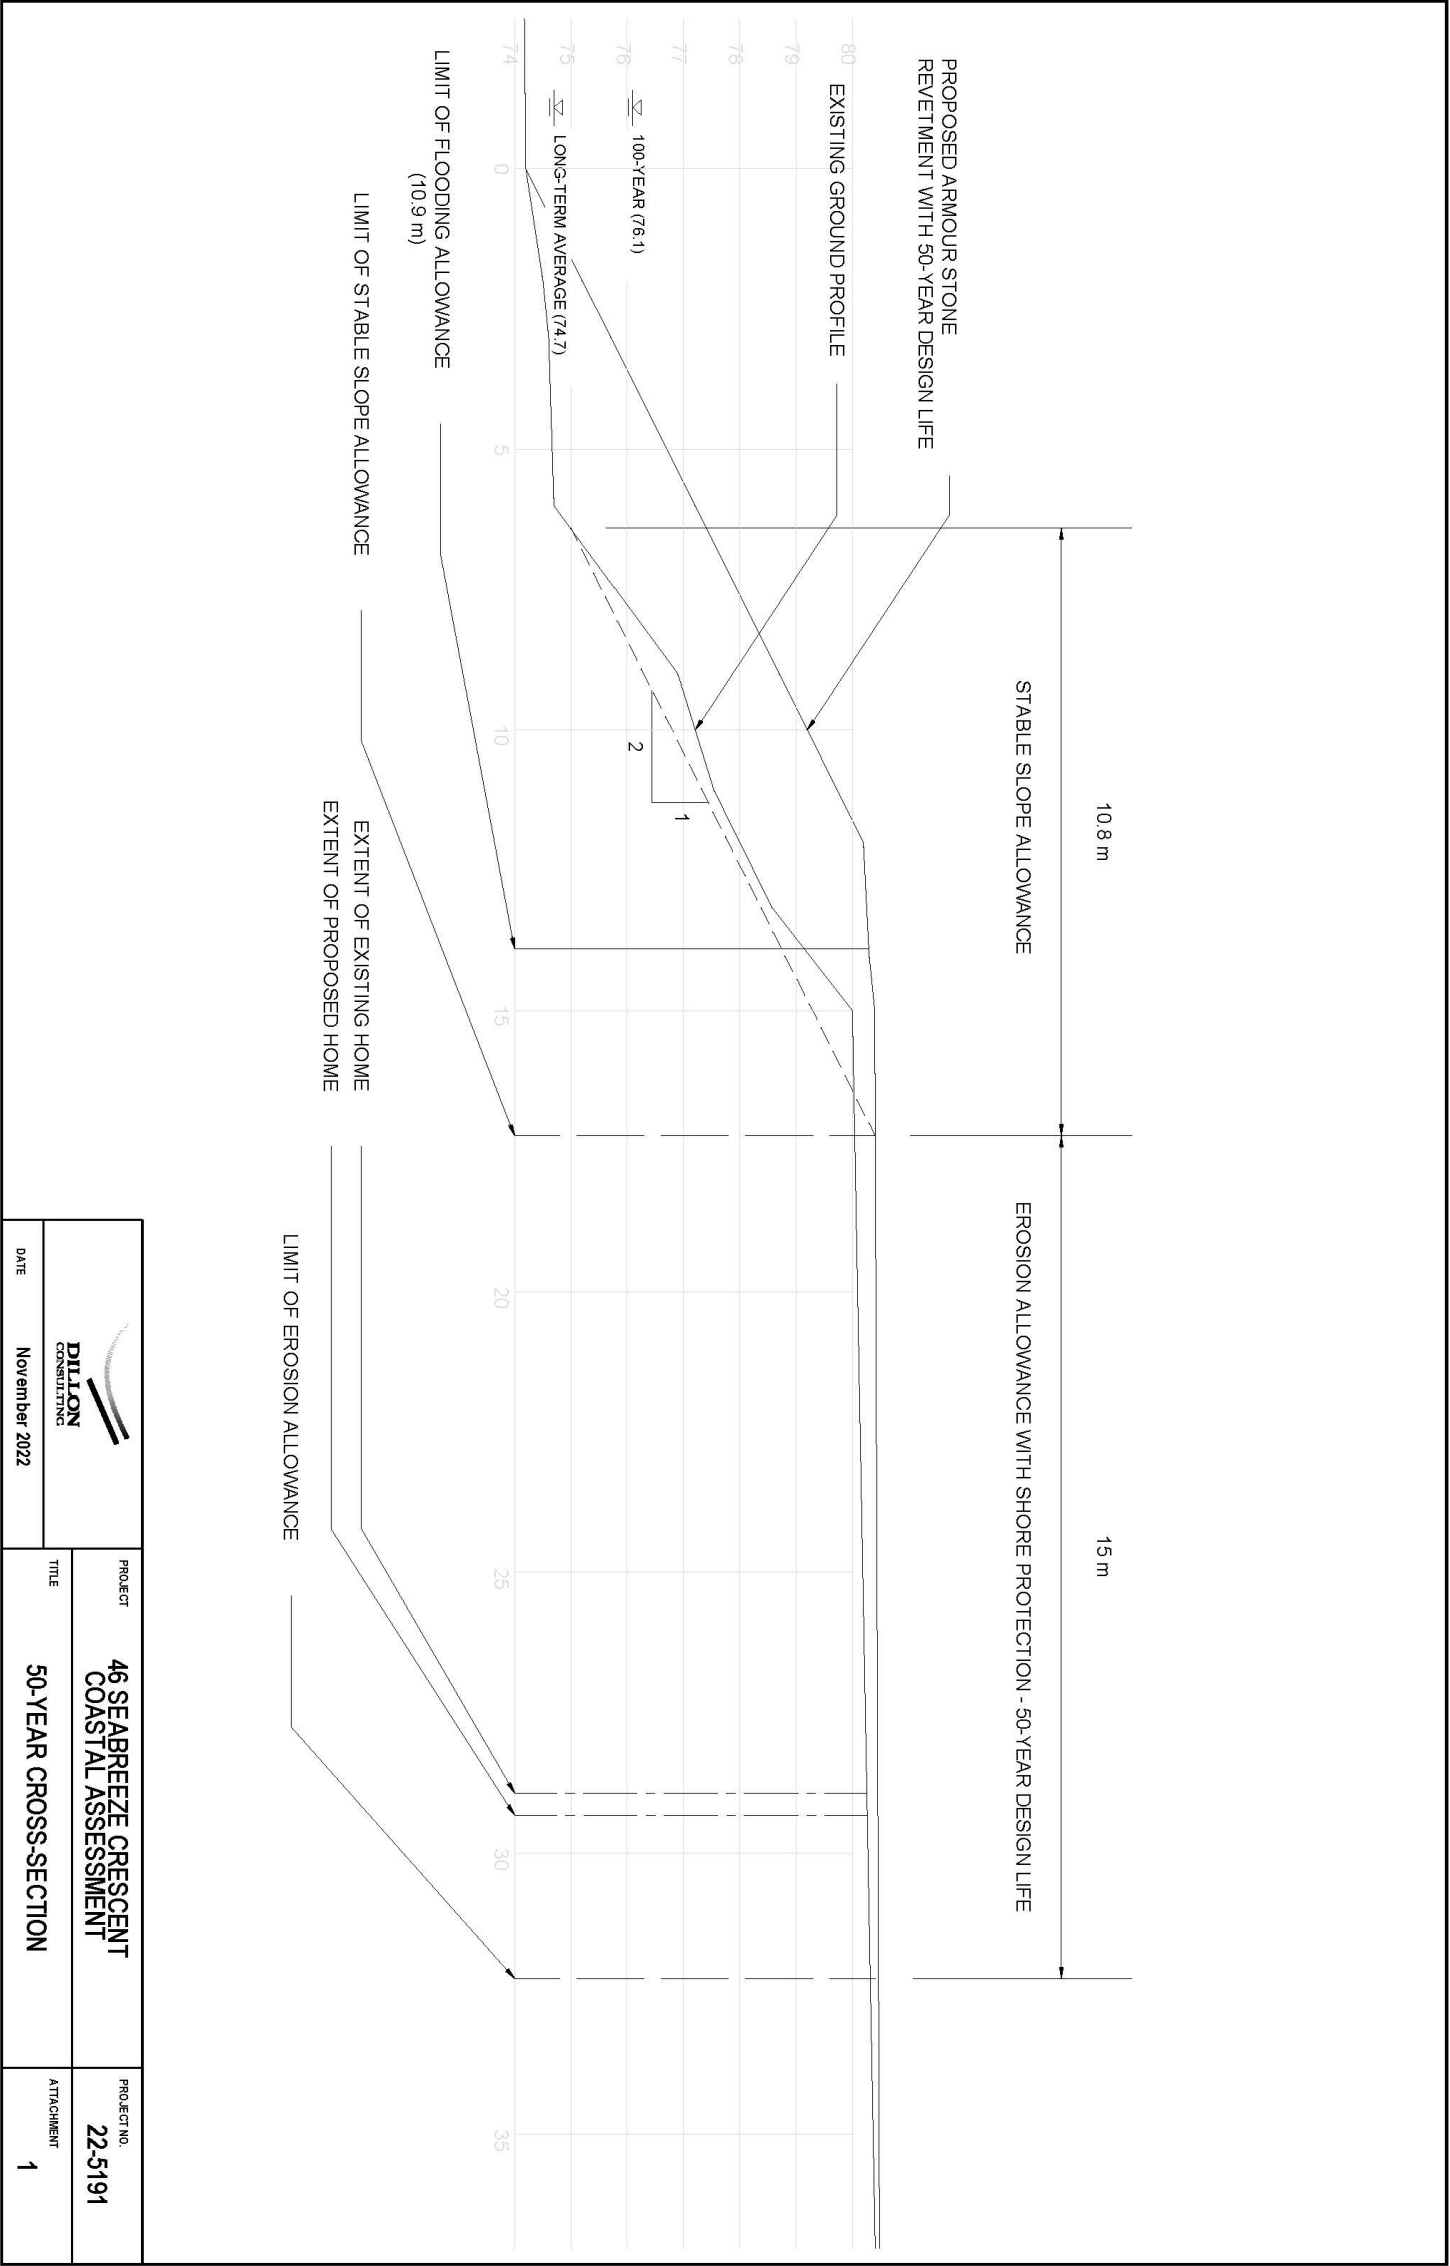 10.8 m
15 m
STABLE SLOPE ALLOWANCE
EROSION ALLOWANCE WITH SHORE PROTECTION - 50-YEAR DESIGN LIFE
PROPOSED ARMOUR STONE
REVETMENT WITH 50-YEAR DESIGN LIFE
EXISTING GROUND PROFILE
80
79
78
77
76
75
74
100-YEAR (76.1)
LONG-TERM AVERAGE (74.7)
1
2
0
5
10
15
20
25
30
35
LIMIT OF FLOODING ALLOWANCE
(10.9 m)
LIMIT OF STABLE SLOPE ALLOWANCE
EXTENT OF EXISTING HOME
EXTENT OF PROPOSED HOME
LIMIT OF EROSION ALLOWANCE
DILLON
CONSULTING
DATE
November 2022
PROJECT
46 SEABREEZE CRESCENT
COASTAL ASSESSMENT
TITLE
50-YEAR CROSS-SECTION
PROJECT NO.
22-5191
ATTACHMENT
1